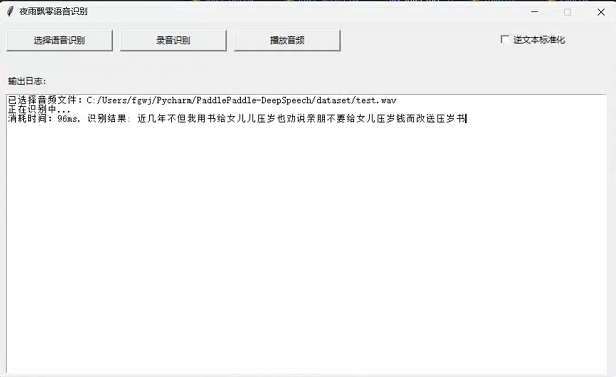 夜雨飘零语音识别
选择语音识别 录音识别 播放音频 逆文本标准化
输出日志:
已选择音频文件：C:/Users/fgwj/Pycharm/PaddlePaddle-DeepSpeech/dataset/test.wav
正在识别中...
消耗时间：96ms, 识别结果: 近几年不但我用书给女儿儿压岁也劝说亲朋不要给女儿压岁钱而改送压岁书